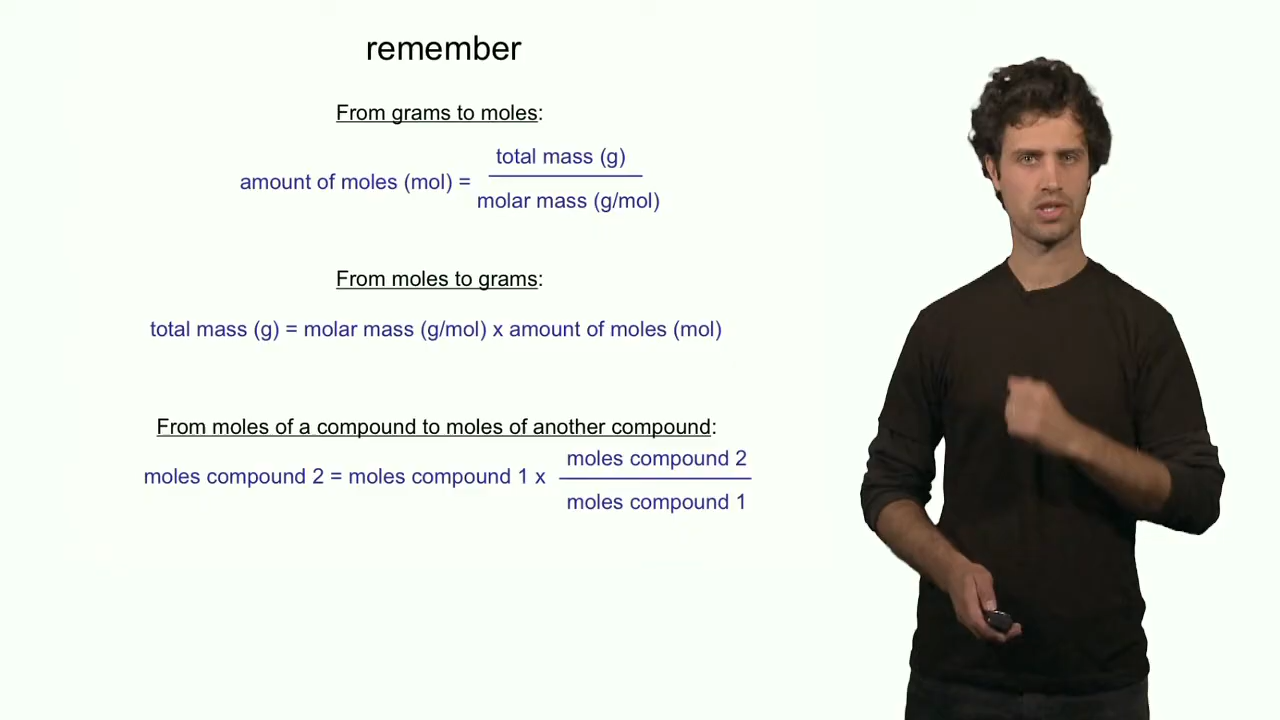 remember
From grams to moles:
amount of moles (mol) = total mass (g)
molar mass (g/mol)
From moles to grams:
total mass (g) = molar mass (g/mol) x amount of moles (mol)
From moles of a compound to moles of another compound:
moles compound 2 = moles compound 1 x moles compound 2
moles compound 1